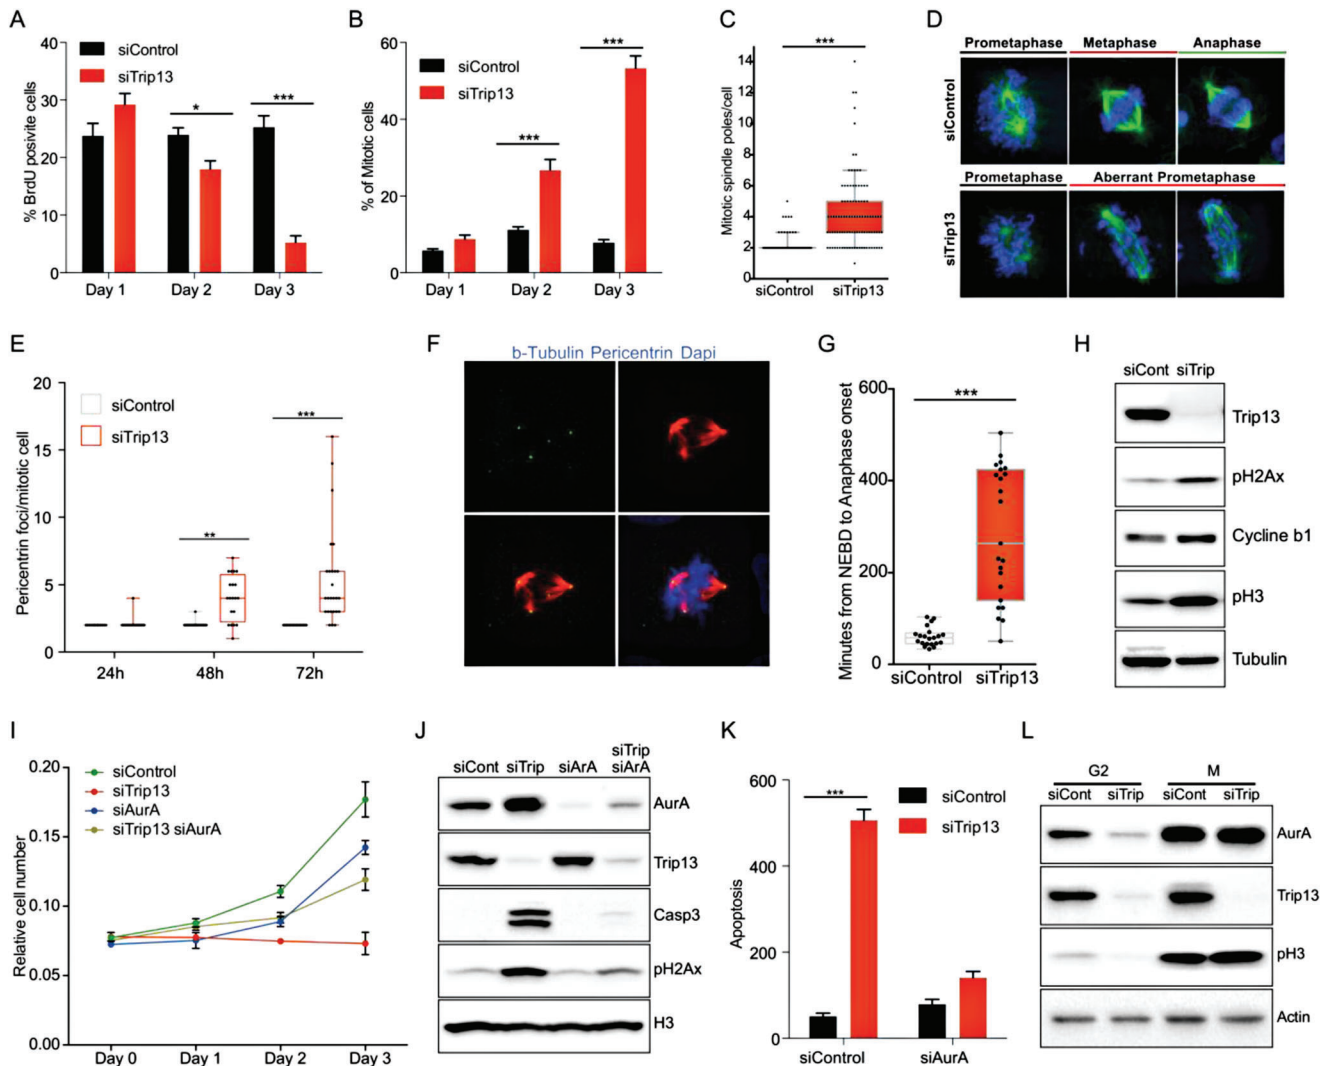 A
% BrdU posivite cells
40
30
20
10
0
siControl
siTrip13
*
***
Day 1
Day 2
Day 3
B
% of Mitotic cells
60
40
20
0
siControl
siTrip13
***
***
Day 1
Day 2
Day 3
C
Mitotic spindle poles/cell
14
12
10
8
6
4
2
0
***
siControl
siTrip13
D
Prometaphase
Metaphase
Anaphase
siControl
Prometaphase
Aberrant Prometaphase
siTrip13
E
Pericentrin foci/mitotic cell
20
15
10
5
0
siControl
siTrip13
**
***
24h
48h
72h
F
b-Tubulin Pericentrin Dapi
G
Minutes from NEBD to Anaphase onset
600
400
200
0
***
siControl
siTrip13
H
siCont siTrip
Trip13
pH2Ax
Cycline b1
pH3
Tubulin
I
Relative cell number
0.20
0.15
0.10
0.05
0.00
siControl
siTrip13
siAurA
siTrip13 siAurA
Day 0
Day 1
Day 2
Day 3
J
siCont
siTrip
siArA
siTrip
siArA
AurA
Trip13
Casp3
pH2Ax
H3
K
Apoptosis
600
400
200
0
***
siControl
siTrip13
siControl
siAurA
L
G2
M
siCont
siTrip
siCont
siTrip
AurA
Trip13
pH3
Actin